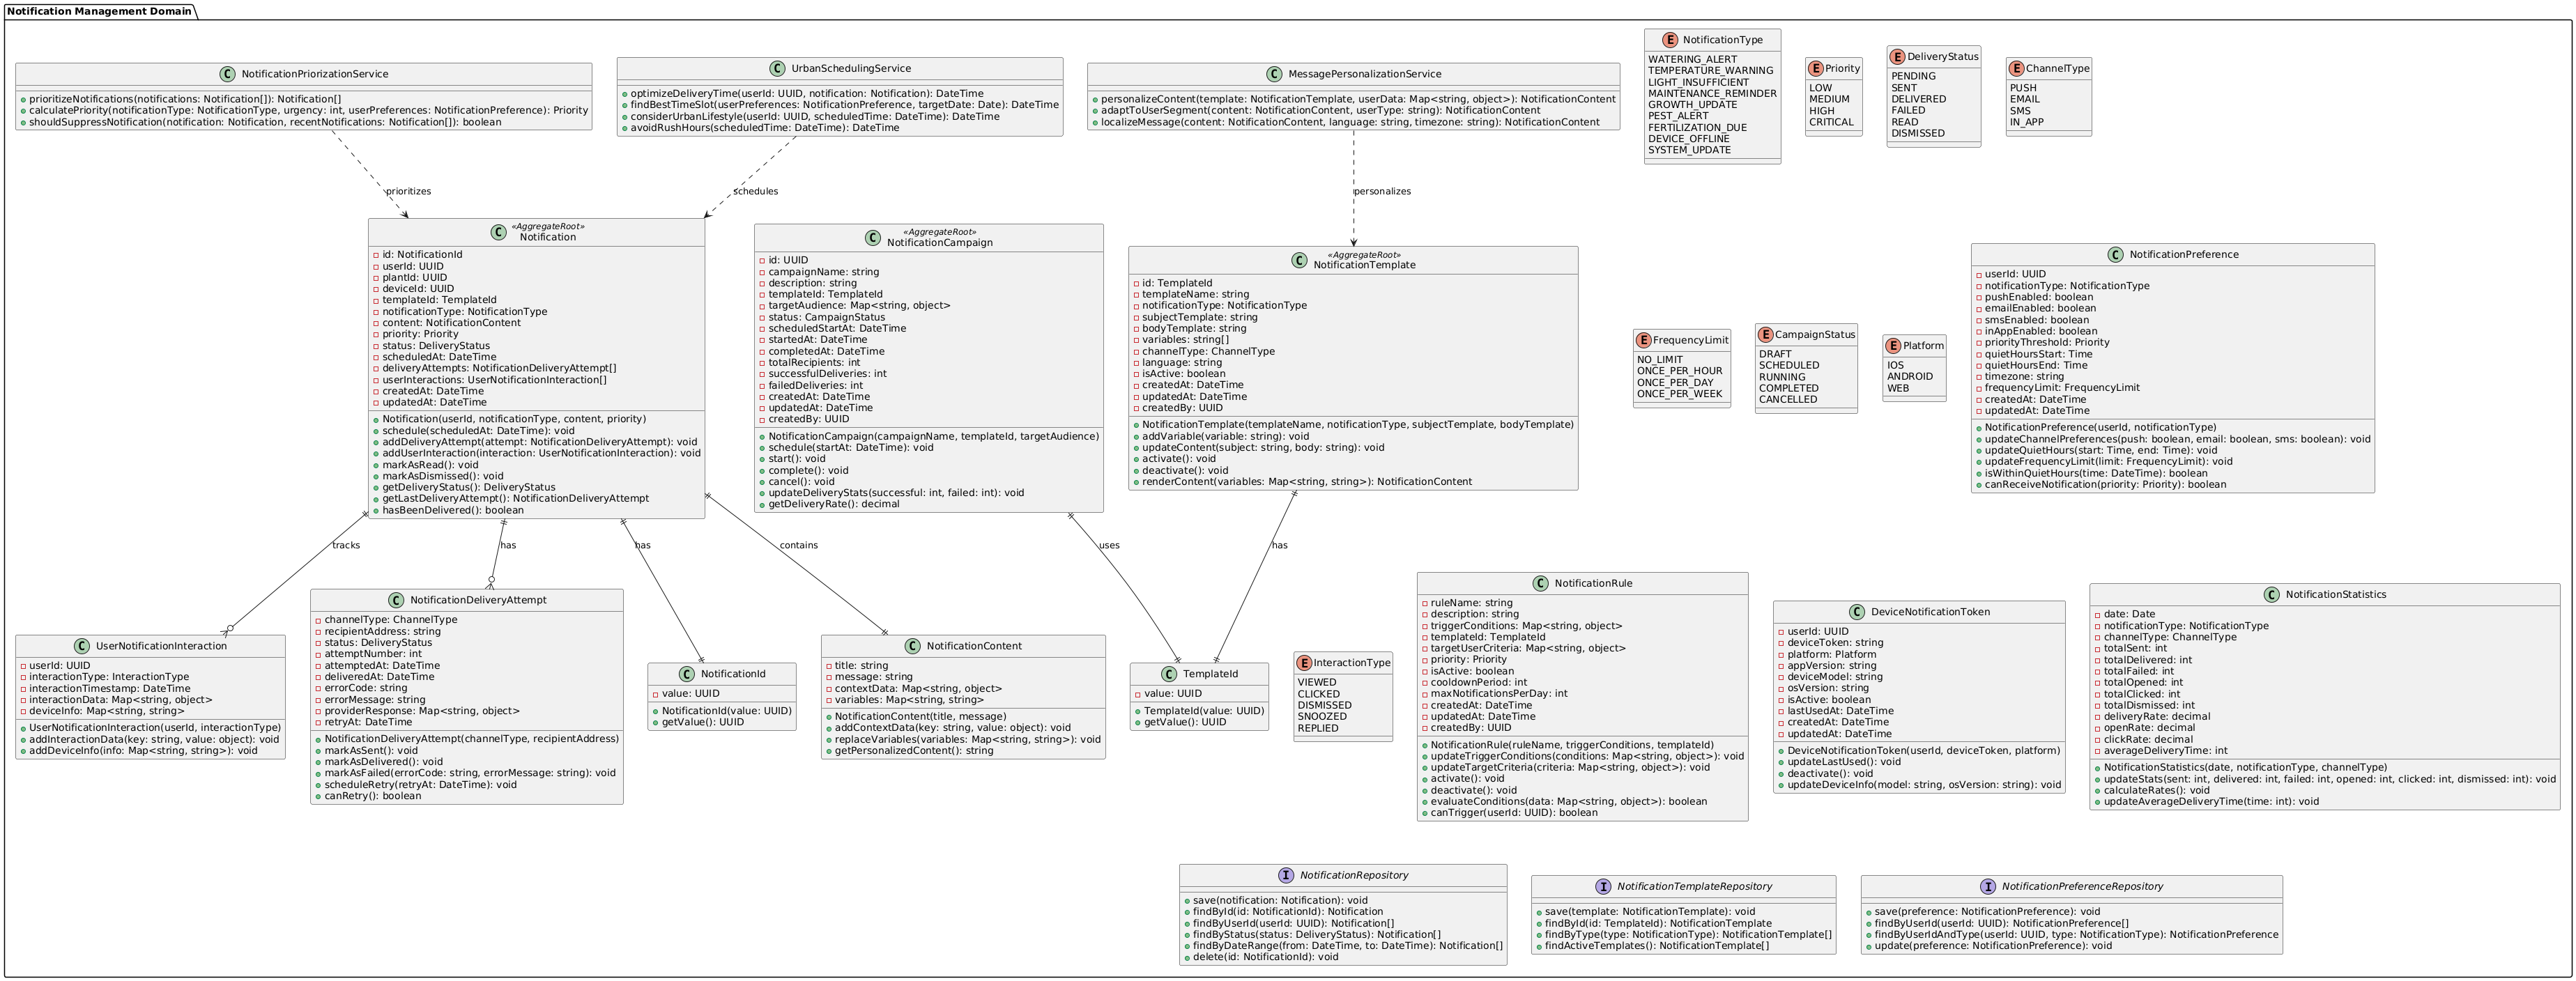 Notification Management Domain
C NotificationPriorizationService
prioritizeNotifications(notifications: Notification[]): Notification[]
calculatePriority(notificationType: NotificationType, urgency: int, userPreferences: NotificationPreference): Priority
shouldSuppressNotification(notification: Notification, recentNotifications: Notification[]): boolean
C UrbanSchedulingService
optimizeDeliveryTime(userId: UUID, notification: Notification): DateTime
findBestTimeSlot(userPreferences: NotificationPreference, targetDate: Date): DateTime
considerUrbanLifestyle(userId: UUID, scheduledTime: DateTime): DateTime
avoidRushHours(scheduledTime: DateTime): DateTime
C MessagePersonalizationService
personalizeContent(template: NotificationTemplate, userData: Map<string, object>): NotificationContent
adaptToUserSegment(content: NotificationContent, userType: string): NotificationContent
localizeMessage(content: NotificationContent, language: string, timezone: string): NotificationContent
E NotificationType
WATERING_ALERT
TEMPERATURE_WARNING
LIGHT_INSUFFICIENT
MAINTENANCE_REMINDER
GROWTH_UPDATE
PEST_ALERT
FERTILIZATION_DUE
DEVICE_OFFLINE
SYSTEM_UPDATE
E Priority
LOW
MEDIUM
HIGH
CRITICAL
E DeliveryStatus
PENDING
SENT
DELIVERED
FAILED
READ
DISMISSED
E ChannelType
PUSH
EMAIL
SMS
IN_APP
prioritizes
schedules
personalizes
C «AggregateRoot»
Notification
id: NotificationId
userId: UUID
plantId: UUID
deviceId: UUID
templateId: TemplateId
notificationType: NotificationType
content: NotificationContent
priority: Priority
status: DeliveryStatus
scheduledAt: DateTime
deliveryAttempts: NotificationDeliveryAttempt[]
userInteractions: UserNotificationInteraction[]
createdAt: DateTime
updatedAt: DateTime
Notification(userId, notificationType, content, priority)
schedule(scheduledAt: DateTime): void
addDeliveryAttempt(attempt: NotificationDeliveryAttempt): void
addUserInteraction(interaction: UserNotificationInteraction): void
markAsRead(): void
markAsDismissed(): void
getDeliveryStatus(): DeliveryStatus
getLastDeliveryAttempt(): NotificationDeliveryAttempt
hasBeenDelivered(): boolean
C «AggregateRoot»
NotificationCampaign
id: UUID
campaignName: string
description: string
templateId: TemplateId
targetAudience: Map<string, object>
status: CampaignStatus
scheduledStartAt: DateTime
startedAt: DateTime
completedAt: DateTime
totalRecipients: int
successfulDeliveries: int
failedDeliveries: int
createdAt: DateTime
updatedAt: DateTime
createdBy: UUID
NotificationCampaign(campaignName, templateId, targetAudience)
schedule(startAt: DateTime): void
start(): void
complete(): void
cancel(): void
updateDeliveryStats(successful: int, failed: int): void
getDeliveryRate(): decimal
C «AggregateRoot»
NotificationTemplate
id: TemplateId
templateName: string
notificationType: NotificationType
subjectTemplate: string
bodyTemplate: string
variables: string[]
channelType: ChannelType
language: string
isActive: boolean
createdAt: DateTime
updatedAt: DateTime
createdBy: UUID
NotificationTemplate(templateName, notificationType, subjectTemplate, bodyTemplate)
addVariable(variable: string): void
updateContent(subject: string, body: string): void
activate(): void
deactivate(): void
renderContent(variables: Map<string, string>): NotificationContent
E FrequencyLimit
NO_LIMIT
ONCE_PER_HOUR
ONCE_PER_DAY
ONCE_PER_WEEK
E CampaignStatus
DRAFT
SCHEDULED
RUNNING
COMPLETED
CANCELLED
E Platform
IOS
ANDROID
WEB
C NotificationPreference
userId: UUID
notificationType: NotificationType
pushEnabled: boolean
emailEnabled: boolean
smsEnabled: boolean
inAppEnabled: boolean
priorityThreshold: Priority
quietHoursStart: Time
quietHoursEnd: Time
timezone: string
frequencyLimit: FrequencyLimit
createdAt: DateTime
updatedAt: DateTime
NotificationPreference(userId, notificationType)
updateChannelPreferences(push: boolean, email: boolean, sms: boolean): void
updateQuietHours(start: Time, end: Time): void
updateFrequencyLimit(limit: FrequencyLimit): void
isWithinQuietHours(time: DateTime): boolean
canReceiveNotification(priority: Priority): boolean
tracks
has
has
contains
uses
has
C UserNotificationInteraction
userId: UUID
interactionType: InteractionType
interactionTimestamp: DateTime
interactionData: Map<string, object>
deviceInfo: Map<string, string>
UserNotificationInteraction(userId, interactionType)
addInteractionData(key: string, value: object): void
addDeviceInfo(info: Map<string, string>): void
C NotificationDeliveryAttempt
channelType: ChannelType
recipientAddress: string
status: DeliveryStatus
attemptNumber: int
attemptedAt: DateTime
deliveredAt: DateTime
errorCode: string
errorMessage: string
providerResponse: Map<string, object>
retryAt: DateTime
NotificationDeliveryAttempt(channelType, recipientAddress)
markAsSent(): void
markAsDelivered(): void
markAsFailed(errorCode: string, errorMessage: string): void
scheduleRetry(retryAt: DateTime): void
canRetry(): boolean
C NotificationId
value: UUID
NotificationId(value: UUID)
getValue(): UUID
C NotificationContent
title: string
message: string
contextData: Map<string, object>
variables: Map<string, string>
NotificationContent(title, message)
addContextData(key: string, value: object): void
replaceVariables(variables: Map<string, string>): void
getPersonalizedContent(): string
C TemplateId
value: UUID
TemplateId(value: UUID)
getValue(): UUID
E InteractionType
VIEWED
CLICKED
DISMISSED
SNOOZED
REPLIED
C NotificationRule
ruleName: string
description: string
triggerConditions: Map<string, object>
templateId: TemplateId
targetUserCriteria: Map<string, object>
priority: Priority
isActive: boolean
cooldownPeriod: int
maxNotificationsPerDay: int
createdAt: DateTime
updatedAt: DateTime
createdBy: UUID
NotificationRule(ruleName, triggerConditions, templateId)
updateTriggerConditions(conditions: Map<string, object>): void
updateTargetCriteria(criteria: Map<string, object>): void
activate(): void
deactivate(): void
evaluateConditions(data: Map<string, object>): boolean
canTrigger(userId: UUID): boolean
C DeviceNotificationToken
userId: UUID
deviceToken: string
platform: Platform
appVersion: string
deviceModel: string
osVersion: string
isActive: boolean
lastUsedAt: DateTime
createdAt: DateTime
updatedAt: DateTime
DeviceNotificationToken(userId, deviceToken, platform)
updateLastUsed(): void
deactivate(): void
updateDeviceInfo(model: string, osVersion: string): void
C NotificationStatistics
date: Date
notificationType: NotificationType
channelType: ChannelType
totalSent: int
totalDelivered: int
totalFailed: int
totalOpened: int
totalClicked: int
totalDismissed: int
deliveryRate: decimal
openRate: decimal
clickRate: decimal
averageDeliveryTime: int
NotificationStatistics(date, notificationType, channelType)
updateStats(sent: int, delivered: int, failed: int, opened: int, clicked: int, dismissed: int): void
calculateRates(): void
updateAverageDeliveryTime(time: int): void
I NotificationRepository
save(notification: Notification): void
findById(id: NotificationId): Notification
findByUserId(userId: UUID): Notification[]
findByStatus(status: DeliveryStatus): Notification[]
findByDateRange(from: DateTime, to: DateTime): Notification[]
delete(id: NotificationId): void
I NotificationTemplateRepository
save(template: NotificationTemplate): void
findById(id: TemplateId): NotificationTemplate
findByType(type: NotificationType): NotificationTemplate[]
findActiveTemplates(): NotificationTemplate[]
I NotificationPreferenceRepository
save(preference: NotificationPreference): void
findByUserId(userId: UUID): NotificationPreference[]
findByUserIdAndType(userId: UUID, type: NotificationType): NotificationPreference
update(preference: NotificationPreference): void